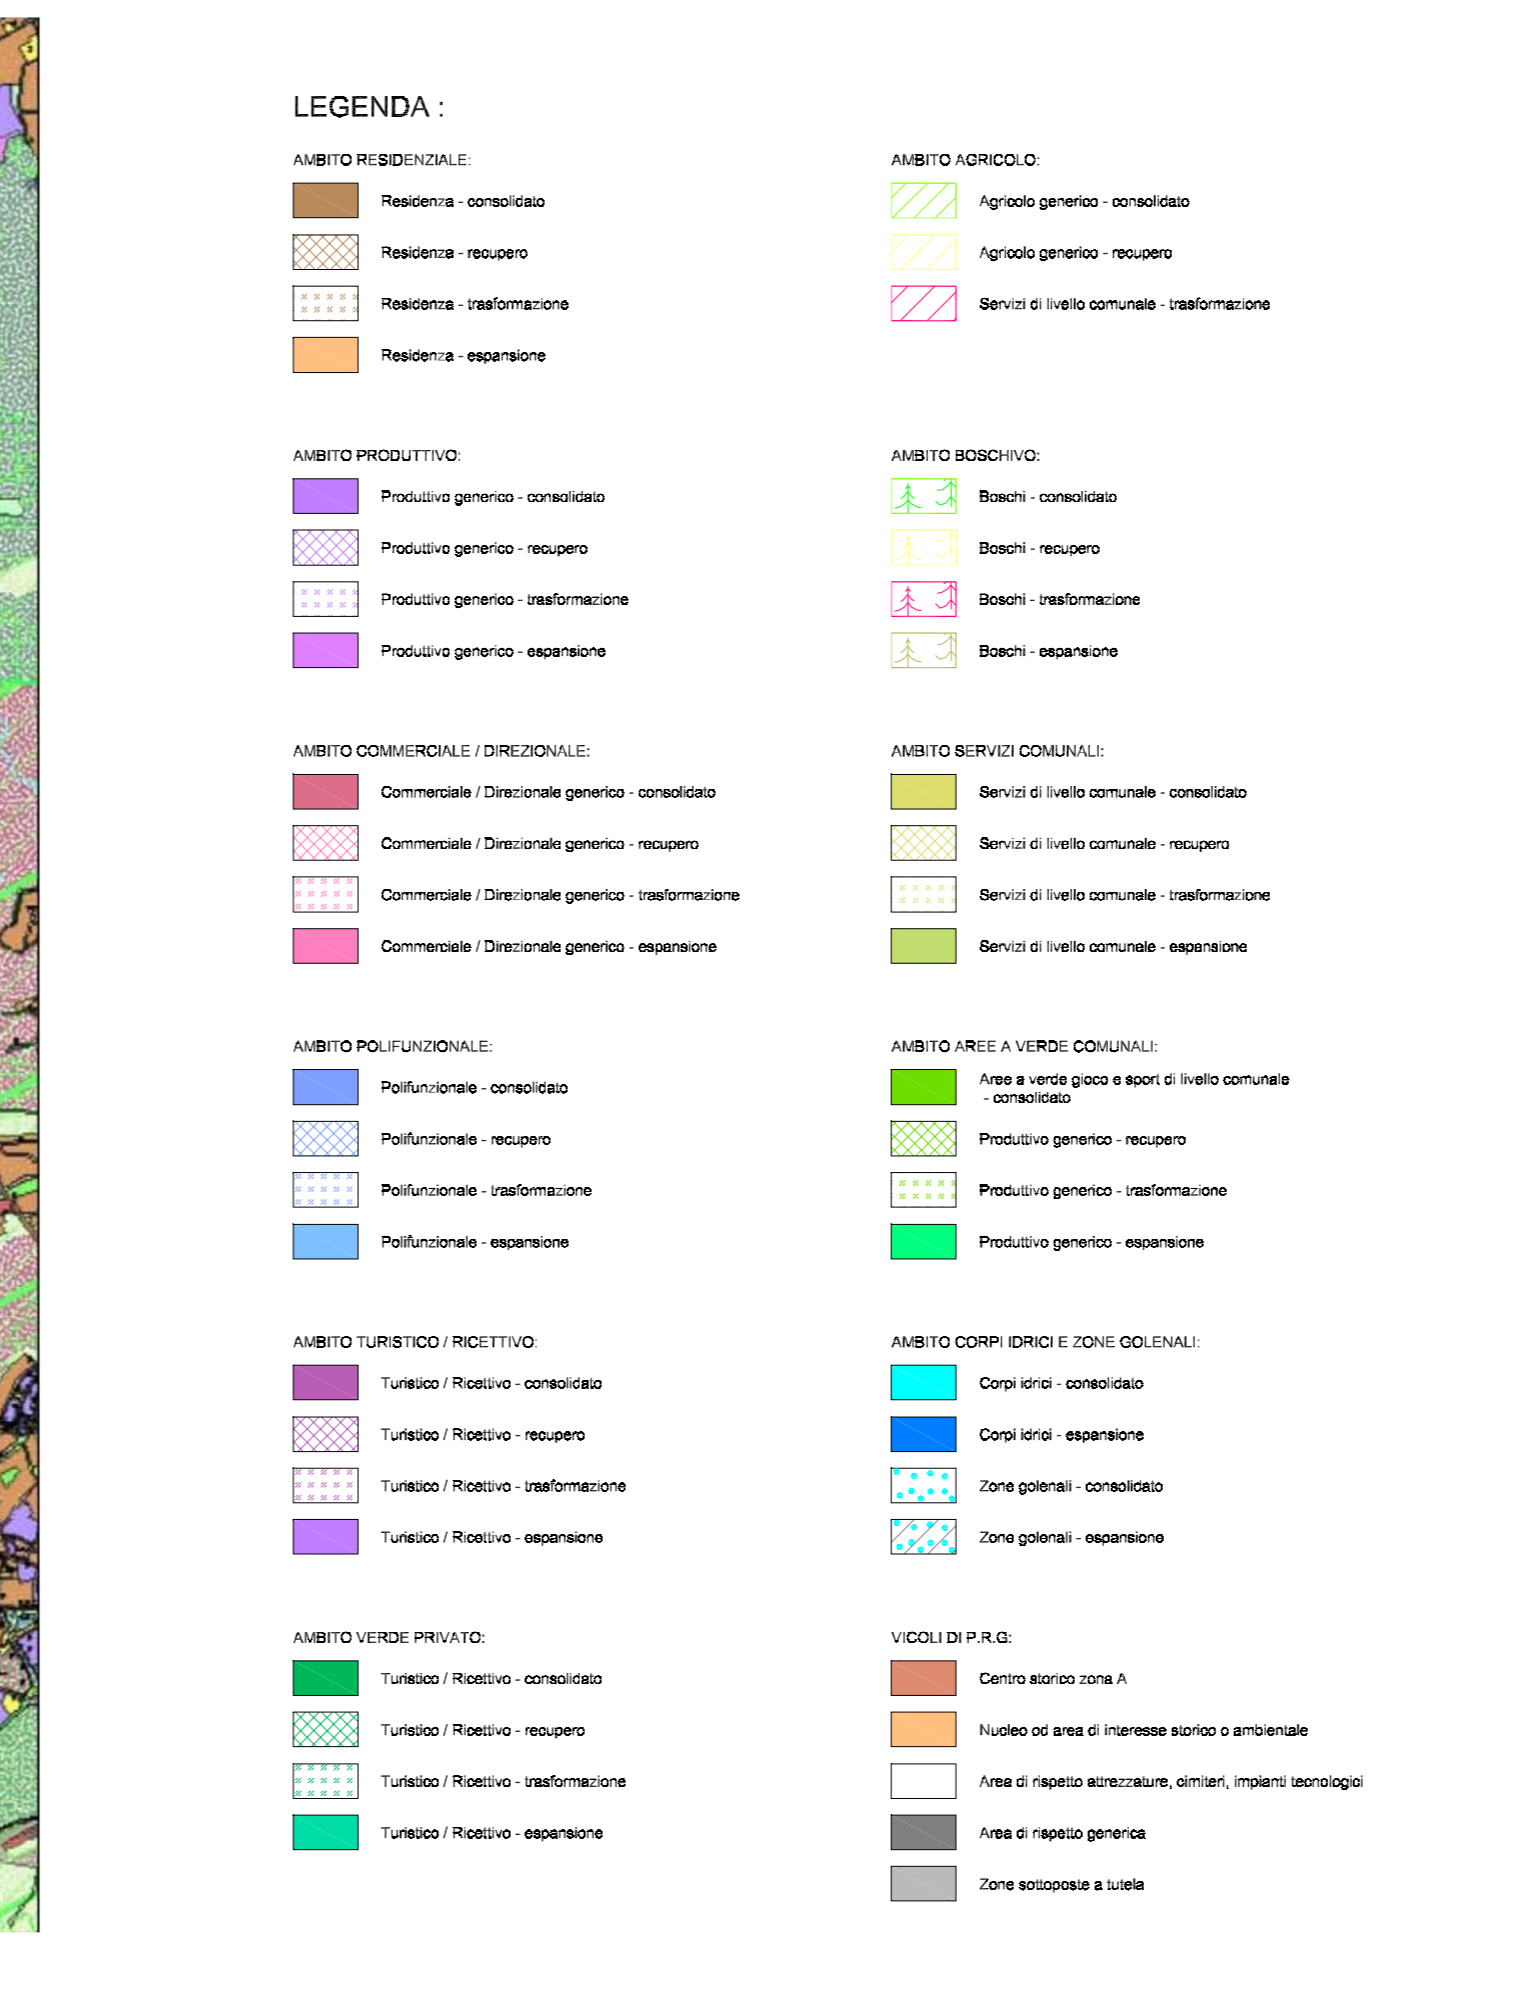 LEGENDA :
AMBITO RESIDENZIALE:
Residenza - consolidato
Residenza - recupero
Residenza - trasformazione
Residenza - espansione
AMBITO PRODUTTIVO:
Produttivo generico - consolidato
Produttivo generico - recupero
Produttivo generico - trasformazione
Produttivo generico - espansione
AMBITO COMMERCIALE / DIREZIONALE:
Commerciale / Direzionale generico - consolidato
Commerciale / Direzionale generico - recupero
Commerciale / Direzionale generico - trasformazione
Commerciale / Direzionale generico - espansione
AMBITO POLIFUNZIONALE:
Polifunzionale - consolidato
Polifunzionale - recupero
Polifunzionale - trasformazione
Polifunzionale - espansione
AMBITO TURISTICO / RICETTIVO:
Turistico / Ricettivo - consolidato
Turistico / Ricettivo - recupero
Turistico / Ricettivo - trasformazione
Turistico / Ricettivo - espansione
AMBITO VERDE PRIVATO:
Turistico / Ricettivo - consolidato
Turistico / Ricettivo - recupero
Turistico / Ricettivo - trasformazione
Turistico / Ricettivo - espansione
AMBITO AGRICOLO:
Agricolo generico - consolidato
Agricolo generico - recupero
Servizi di livello comunale - trasformazione
AMBITO BOSCHIVO:
Boschi - consolidato
Boschi - recupero
Boschi - trasformazione
Boschi - espansione
AMBITO SERVIZI COMUNALI:
Servizi di livello comunale - consolidato
Servizi di livello comunale - recupero
Servizi di livello comunale - trasformazione
Servizi di livello comunale - espansione
AMBITO AREE A VERDE COMUNALI:
Aree a verde gioco e sport di livello comunale
- consolidato
Produttivo generico - recupero
Produttivo generico - trasformazione
Produttivo generico - espansione
AMBITO CORPI IDRICI E ZONE GOLENALI:
Corpi idrici - consolidato
Corpi idrici - espansione
Zone golenali - consolidato
Zone golenali - espansione
VICOLI DI P.R.G:
Centro storico zona A
Nucleo od area di interesse storico o ambientale
Area di rispetto attrezzature, cimiteri, impianti tecnologici
Area di rispetto generica
Zone sottoposte a tutela